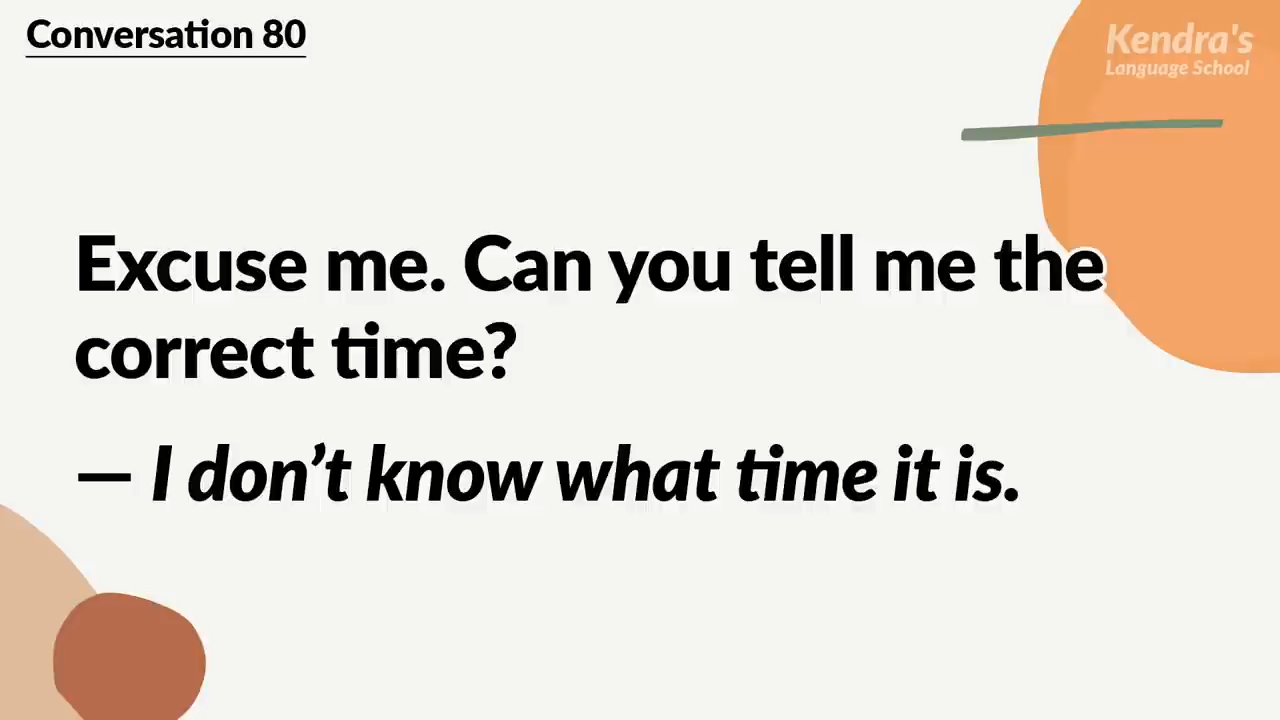 Conversation 80
Kendra's
Language School
Excuse me. Can you tell me the
correct time?
— I don’t know what time it is.